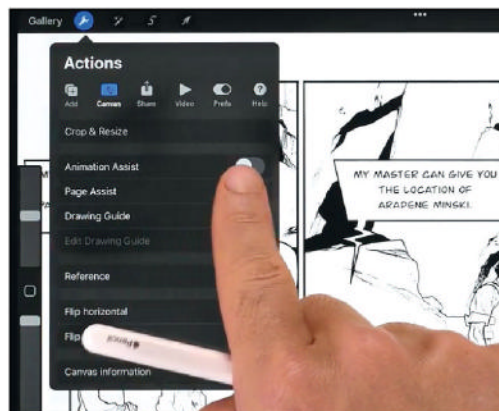 Gallery
Actions
Add Canvas Share Video Prefs Help
Crop & Resize
Animation Assist
Page Assist
Drawing Guide
Edit Drawing Guide
Reference
Flip horizontal
Flip
Canvas information
Pencil
MY MASTER CAN GIVE YOU
THE LOCATION OF
ARADENE MINSKI.